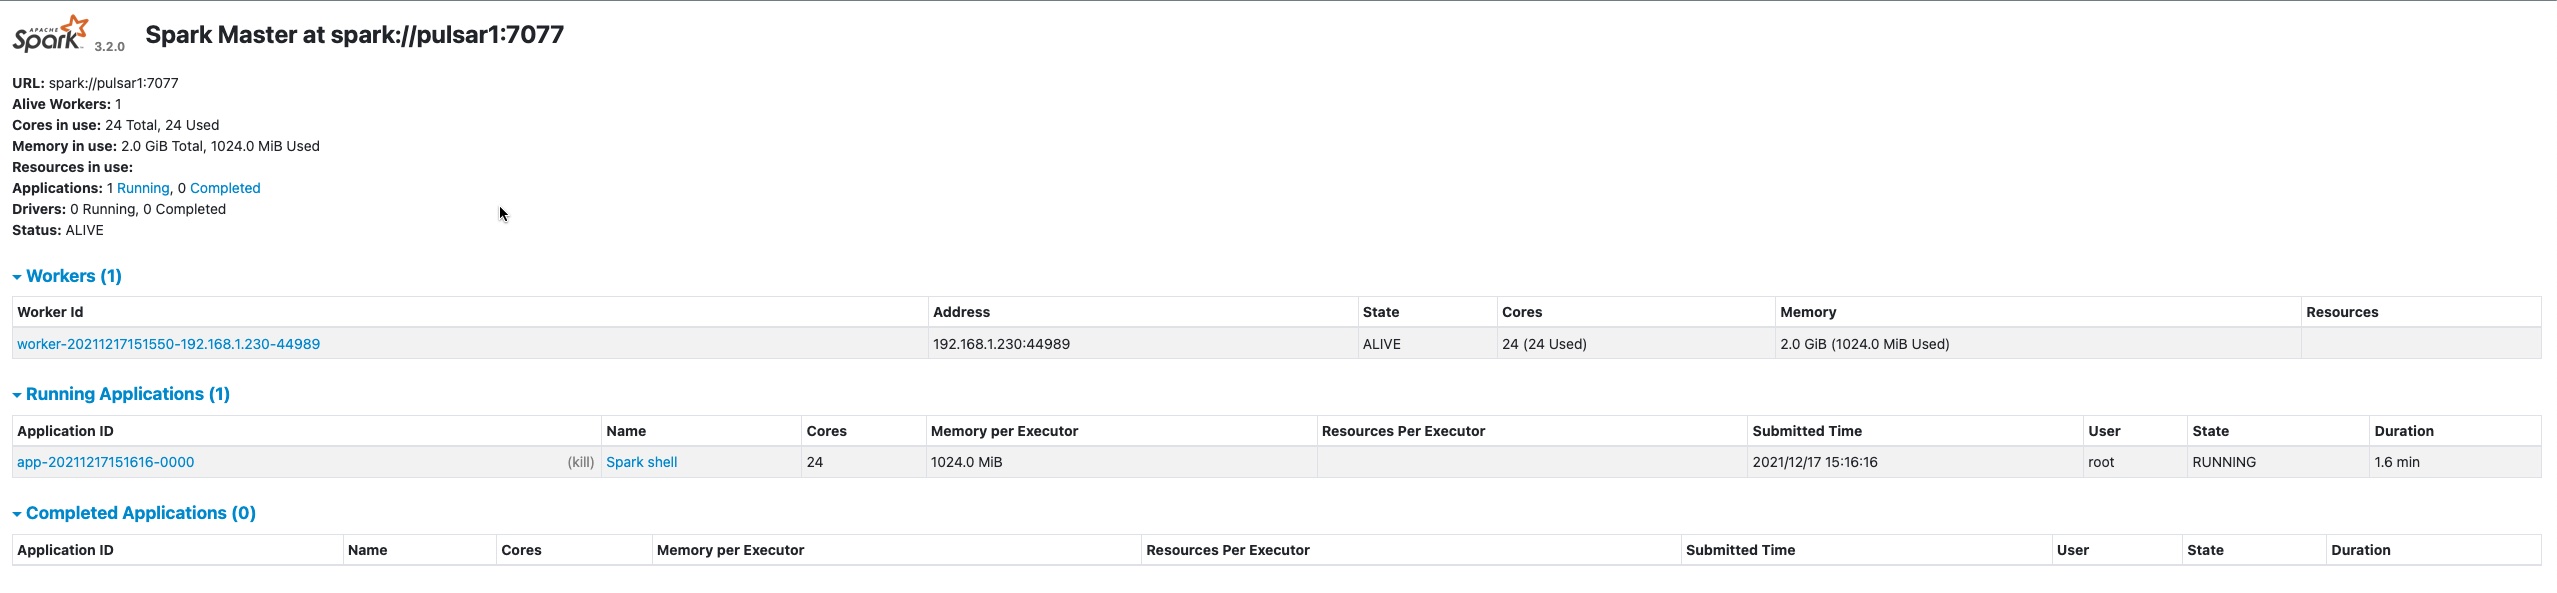 APACHE
Spark 3.2.0 Spark Master at spark://pulsar1:7077
URL: spark://pulsar1:7077
Alive Workers: 1
Cores in use: 24 Total, 24 Used
Memory in use: 2.0 GiB Total, 1024.0 MiB Used
Resources in use:
Applications: 1 Running, 0 Completed
Drivers: 0 Running, 0 Completed
Status: ALIVE
Workers (1)
Worker Id Address State Cores Memory Resources
worker-20211217151550-192.168.1.230-44989 192.168.1.230:44989 ALIVE 24 (24 Used) 2.0 GiB (1024.0 MiB Used)
Running Applications (1)
Application ID Name Cores Memory per Executor Resources Per Executor Submitted Time User State Duration
app-20211217151616-0000 (kill) Spark shell 24 1024.0 MiB 2021/12/17 15:16:16 root RUNNING 1.6 min
Completed Applications (0)
Application ID Name Cores Memory per Executor Resources Per Executor Submitted Time User State Duration